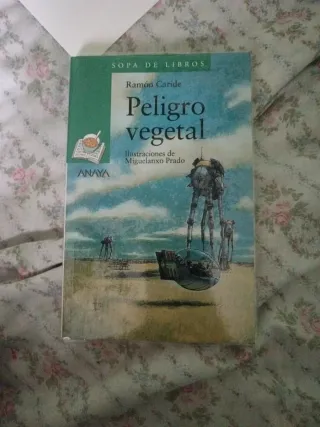 SOPA DE LIBROS
Ramón Caride
Peligro
vegetal
Ilustraciones de
Miguelanxo Prado
ANAYA